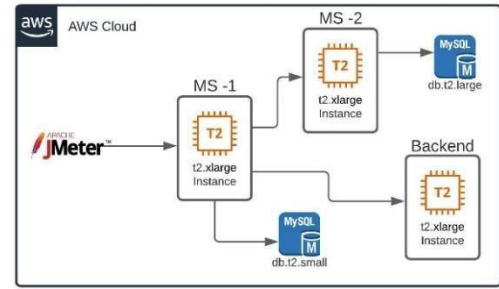 aws
AWS Cloud
MS -2
T2
t2.xlarge
Instance
MySQL
M
db.t2.large
MS -1
T2
t2.xlarge
Instance
APACHE
JMeter™
Backend
T2
t2.xlarge
Instance
MySQL
M
db.t2.small